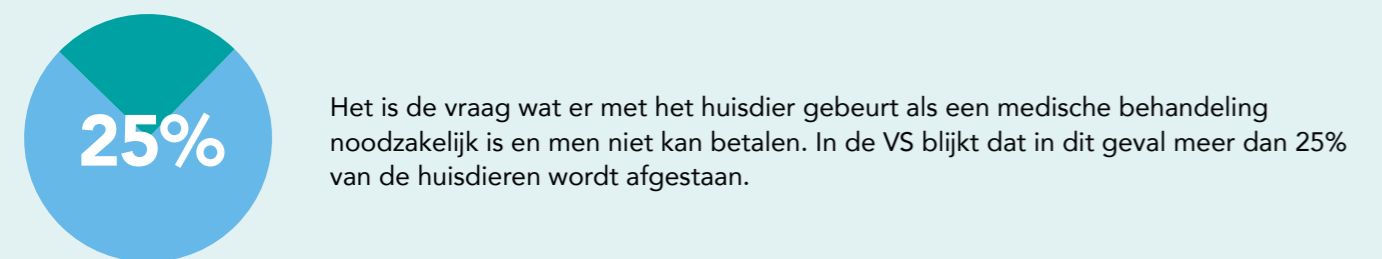 25%
Het is de vraag wat er met het huisdier gebeurt als een medische behandeling
noodzakelijk is en men niet kan betalen. In de VS blijkt dat in dit geval meer dan 25%
van de huisdieren wordt afgestaan.